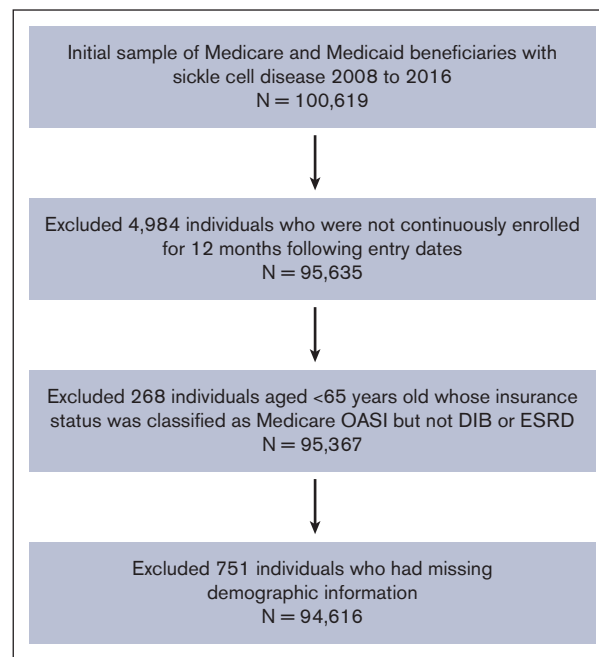 Initial sample of Medicare and Medicaid beneficiaries with
sickle cell disease 2008 to 2016
N = 100,619
Excluded 4,984 individuals who were not continuously enrolled
for 12 months following entry dates
N = 95,635
Excluded 268 individuals aged <65 years old whose insurance
status was classified as Medicare OASI but not DIB or ESRD
N = 95,367
Excluded 751 individuals who had missing
demographic information
N = 94,616